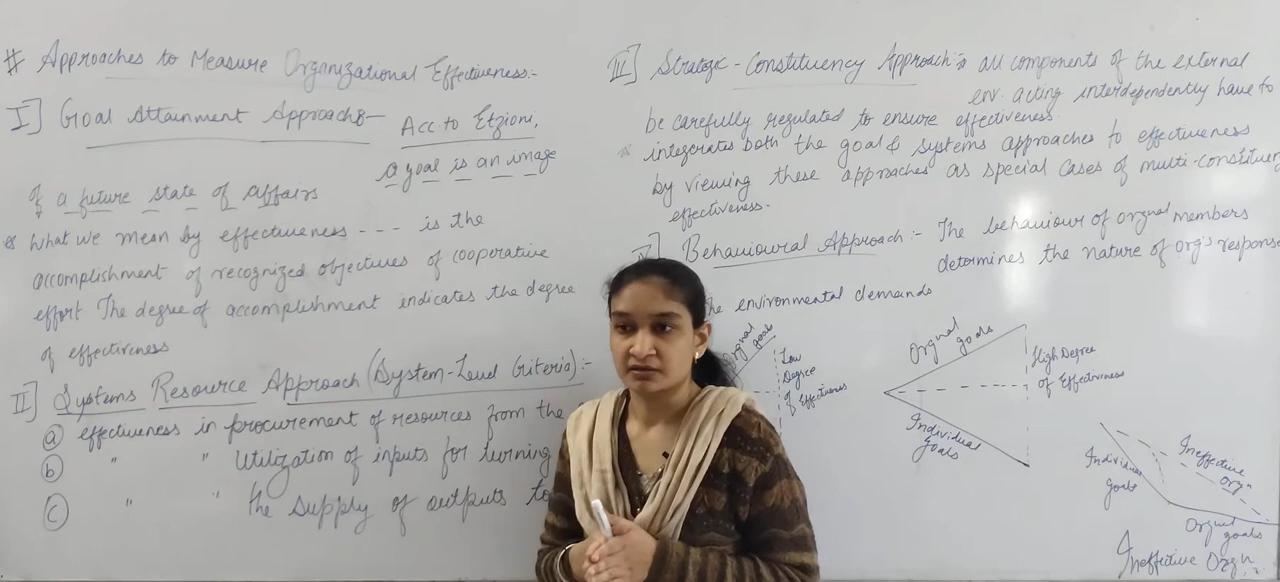 # Approaches to Measure Organizational Effectiveness:-
I] Goal Attainment Approach:- Acc to Etzioni,
a goal is an image
of a future state of affairs
What we mean by effectiveness --- is the
accomplishment of recognized objectives of cooperative
effort The degree of accomplishment indicates the degree
of effectiveness
II] Systems Resource Approach (System-Level Criteria):-
(a) effectiveness in procurement of resources from the
(b) " " Utilization of inputs for turning
(c) " " the supply of outputs to
III] Strategic-Constituency Approach:- all components of the external
env. acting interdependently have to
be carefully regulated to ensure effectiveness.
integrates both the goal & systems approaches to effectiveness
by viewing these approaches as special cases of multi-constituen
effectiveness.
Behavioural Approach:- The behaviour of orgnal members
determines the nature of orgn's response
the environmental demands
Orgnal goals
Low
Degree
of Effectiveness
Orgnal goals
High Degree
of Effectiveness
Individual
Goals
Individual
goals
Ineffective
Orgn
Orgnal
goals
Ineffective Orgn